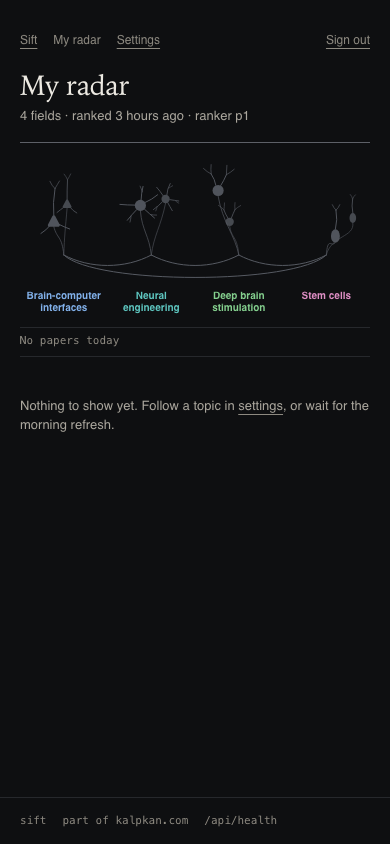 Sift My radar Settings Sign out
My radar
4 fields · ranked 3 hours ago · ranker p1
Brain-computer interfaces
Neural engineering
Deep brain stimulation
Stem cells
No papers today
Nothing to show yet. Follow a topic in settings, or wait for the
morning refresh.
sift part of kalpkan.com /api/health